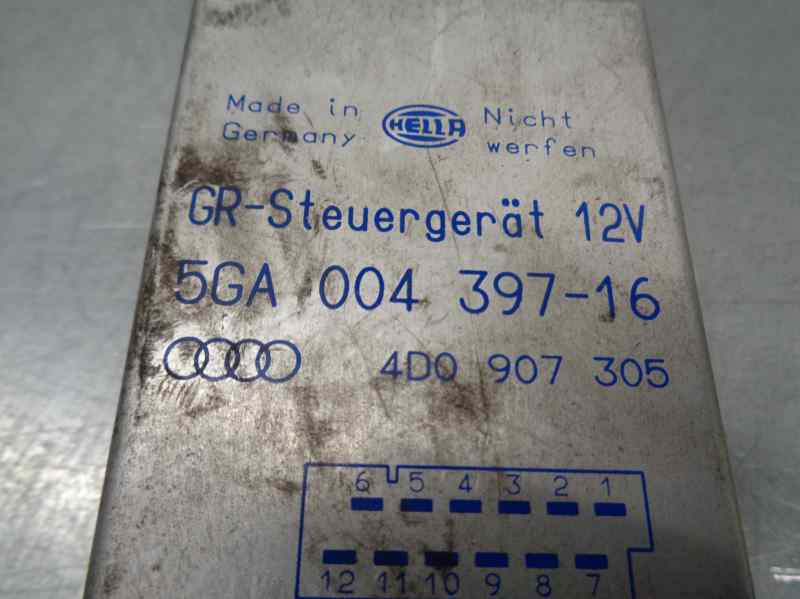 Made in
Germany
HELLA
Nicht
werfen
GR-Steuergerät 12V
5GA 004 397-16
4D0 907 305
6 5 4 3 2 1
12 11 10 9 8 7